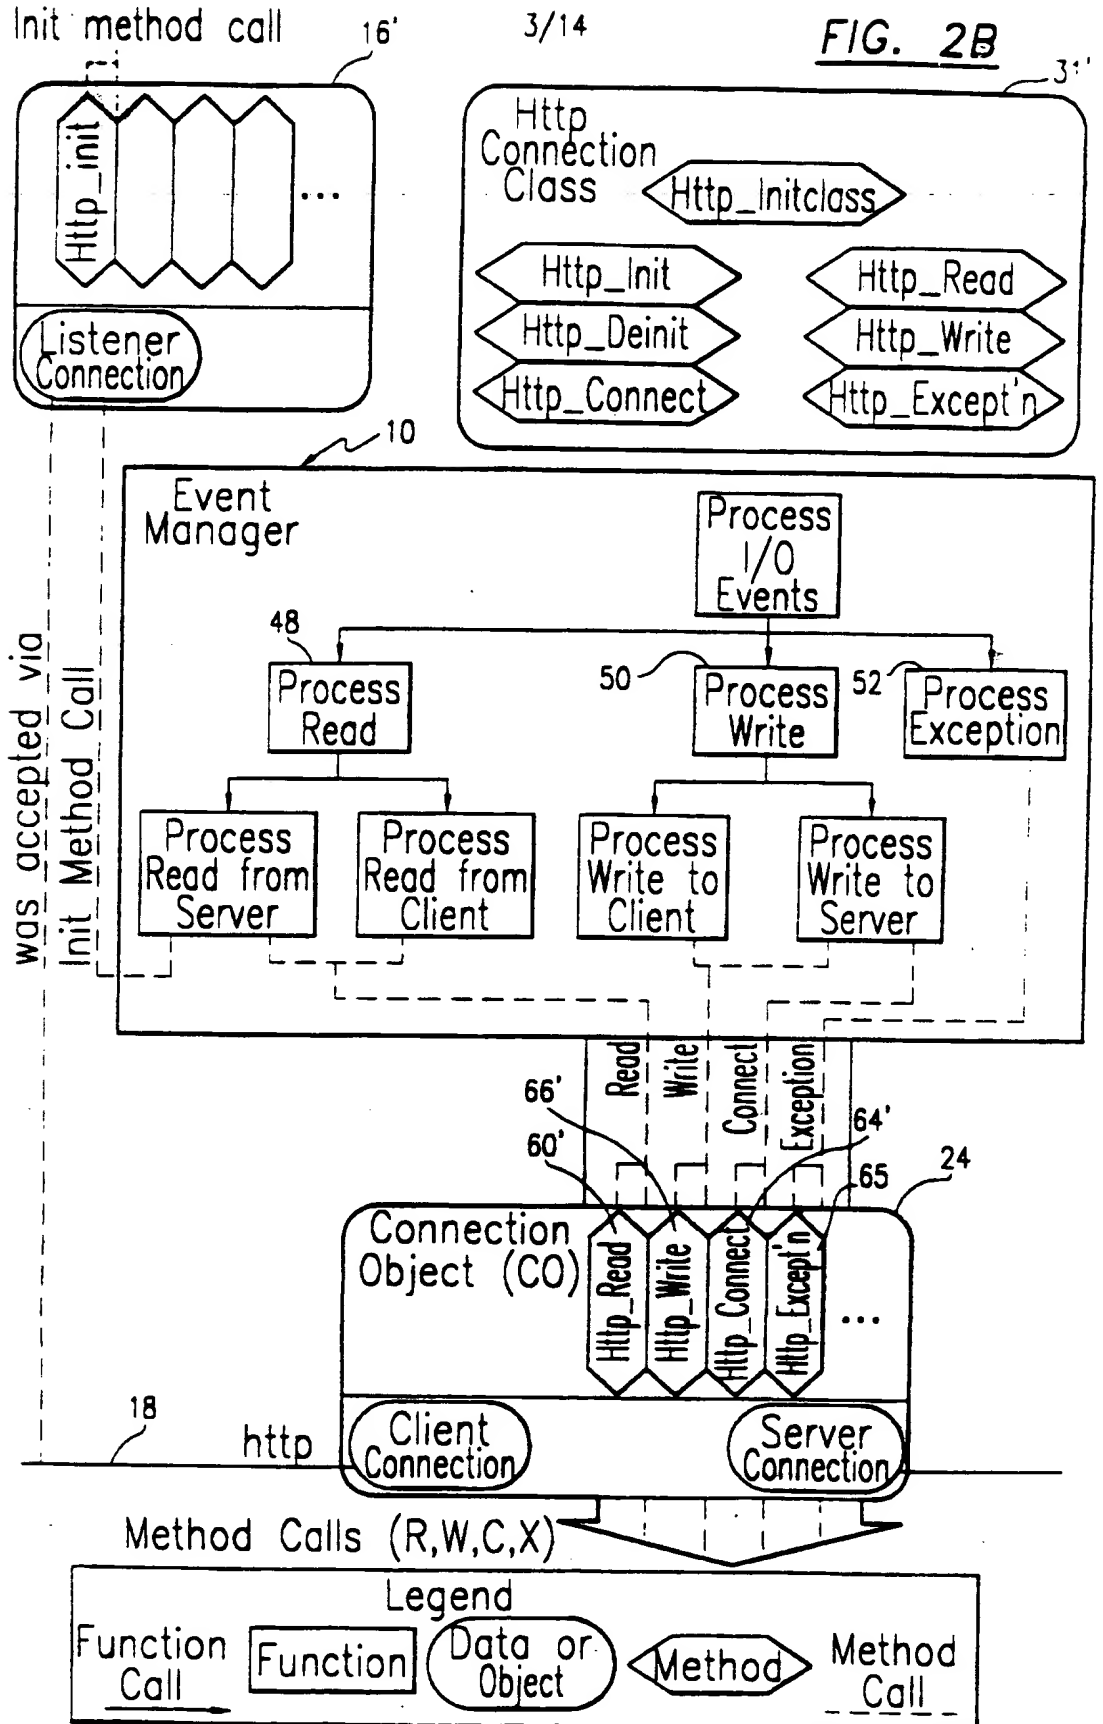 Init method call
16'
3/14
FIG. 2B
Http_init
...
Listener
Connection
Http
Connection
Class
Http_Initclass
Http_Init
Http_Deinit
Http_Connect
Http_Read
Http_Write
Http_Except'n
10
Event
Manager
Process
I/O
Events
48
Process
Read
50
Process
Write
52
Process
Exception
Process
Read from
Server
Process
Read from
Client
Process
Write to
Client
Process
Write to
Server
was accepted via
Init Method Call
Read
Write
Connect
Exception
66'
60'
64'
65
24
Connection
Object (CO)
Http_Read
Http_Write
Http_Connect
Http_Except'n
...
18
http
Client
Connection
Server
Connection
Method Calls (R,W,C,X)
Legend
Function
Call
Function
Data or
Object
Method
Method
Call